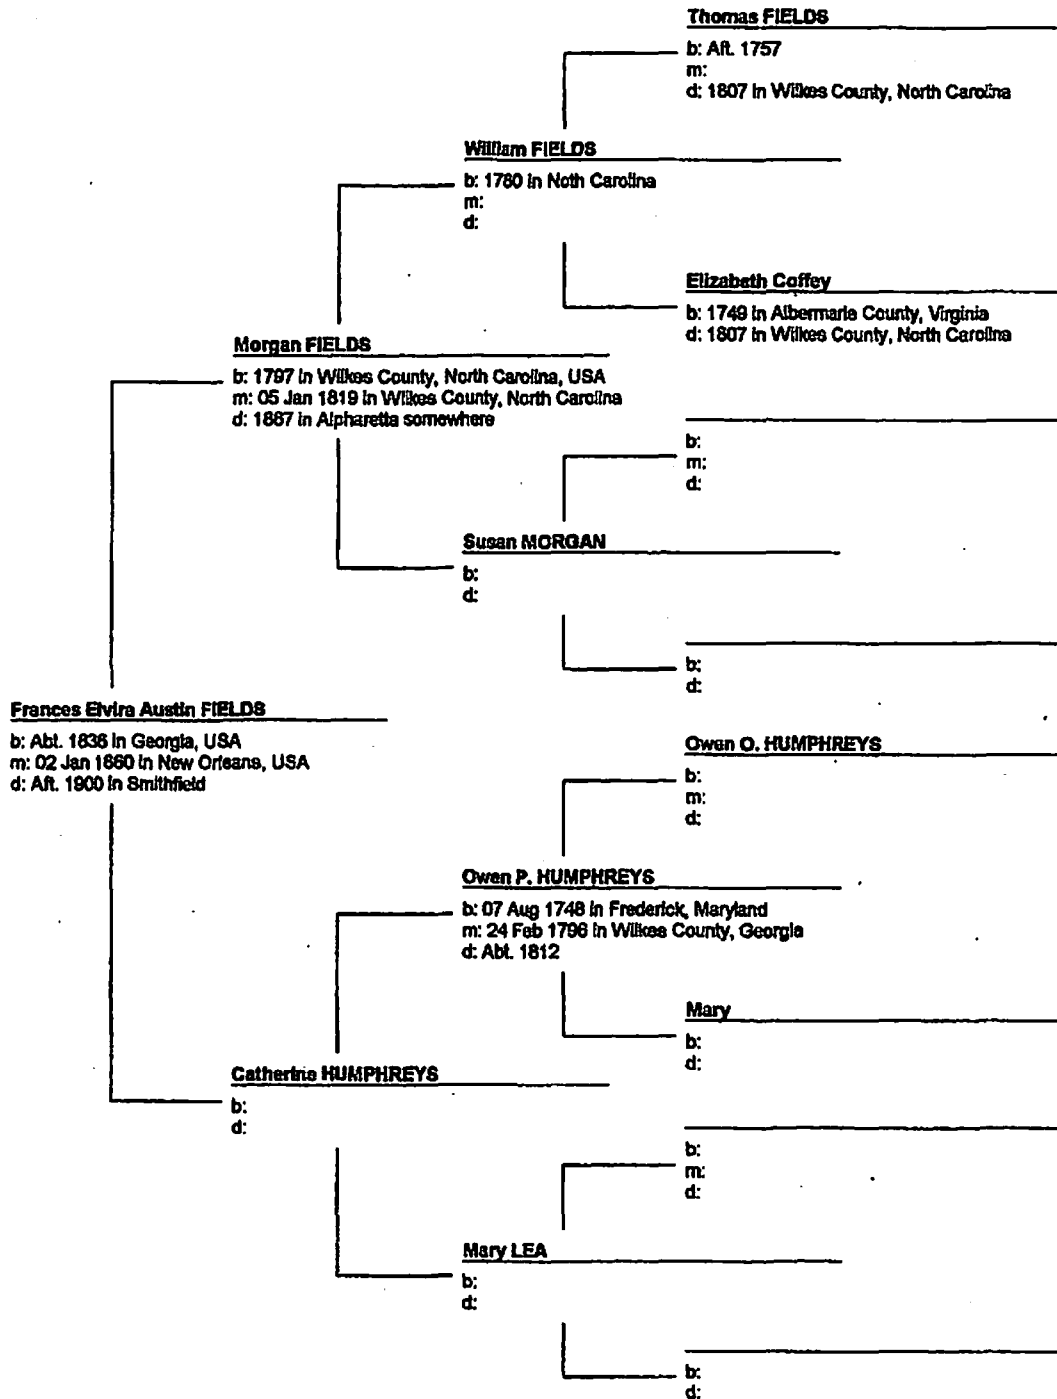 Thomas FIELDS
b: Aft. 1757
m:
d: 1807 in Wilkes County, North Carolina
William FIELDS
b: 1780 in Noth Carolina
m:
d:
Elizabeth Coffey
b: 1749 in Albermarle County, Virginia
d: 1807 in Wilkes County, North Carolina
Morgan FIELDS
b: 1797 in Wilkes County, North Carolina, USA
m: 05 Jan 1819 in Wilkes County, North Carolina
d: 1867 in Alpharetta somewhere
b:
m:
d:
Susan MORGAN
b:
d:
b:
d:
Frances Elvira Austin FIELDS
b: Abt. 1836 in Georgia, USA
m: 02 Jan 1860 in New Orleans, USA
d: Aft. 1900 in Smithfield
Owen O. HUMPHREYS
b:
m:
d:
Owen P. HUMPHREYS
b: 07 Aug 1748 in Frederick, Maryland
m: 24 Feb 1796 in Wilkes County, Georgia
d: Abt. 1812
Mary
b:
d:
Catherine HUMPHREYS
b:
d:
b:
m:
d:
Mary LEA
b:
d:
b:
d: